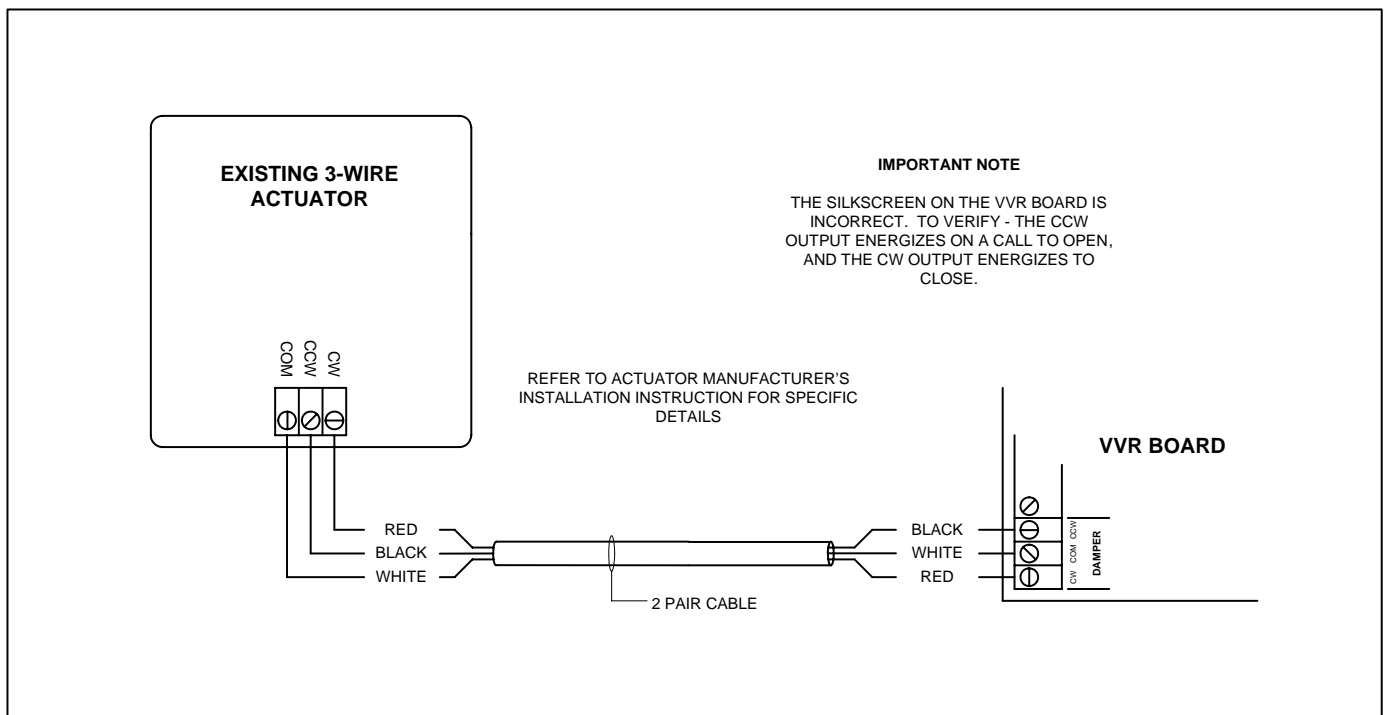 EXISTING 3-WIRE
ACTUATOR
COM
CCW
CW
IMPORTANT NOTE
THE SILKSCREEN ON THE VVR BOARD IS
INCORRECT. TO VERIFY - THE CCW
OUTPUT ENERGIZES ON A CALL TO OPEN,
AND THE CW OUTPUT ENERGIZES TO
CLOSE.
REFER TO ACTUATOR MANUFACTURER'S
INSTALLATION INSTRUCTION FOR SPECIFIC
DETAILS
VVR BOARD
RED
BLACK
WHITE
2 PAIR CABLE
BLACK
WHITE
RED
CW COM CCW
DAMPER